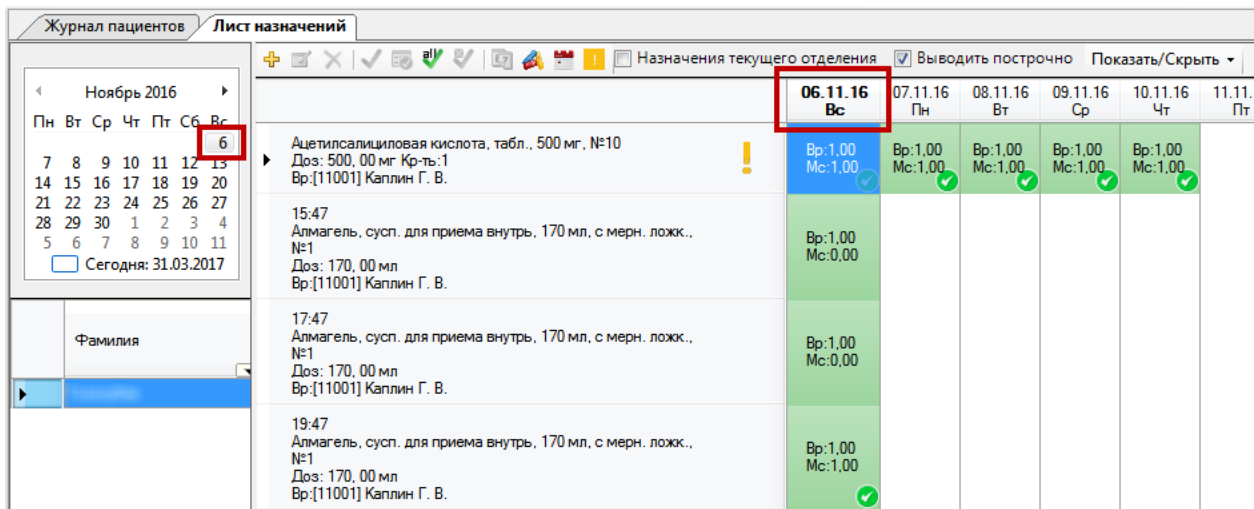 Журнал пациентов Лист назначений
Назначения текущего отделения Выводить построчно Показать/Скрыть
Ноябрь 2016
Пн Вт Ср Чт Пт Сб Вс
6
7 8 9 10 11 12 13
14 15 16 17 18 19 20
21 22 23 24 25 26 27
28 29 30 1 2 3 4
5 6 7 8 9 10 11
Сегодня: 31.03.2017
Фамилия
06.11.16 07.11.16 08.11.16 09.11.16 10.11.16 11.11.
Вс Пн Вт Ср Чт Пт
Ацетилсалициловая кислота, табл., 500 мг, №10
Доз: 500, 00 мг Кр-ть:1
Вр:[11001] Каплин Г. В.
Вр:1,00 Вр:1,00 Вр:1,00 Вр:1,00 Вр:1,00
Мс:1,00 Мс:1,00 Мс:1,00 Мс:1,00 Мс:1,00
15:47
Алмагель, сусп. для приема внутрь, 170 мл, с мерн. ложк.,
№1
Доз: 170, 00 мл
Вр:[11001] Каплин Г. В.
Вр:1,00
Мс:0,00
17:47
Алмагель, сусп. для приема внутрь, 170 мл, с мерн. ложк.,
№1
Доз: 170, 00 мл
Вр:[11001] Каплин Г. В.
Вр:1,00
Мс:0,00
19:47
Алмагель, сусп. для приема внутрь, 170 мл, с мерн. ложк.,
№1
Доз: 170, 00 мл
Вр:[11001] Каплин Г. В.
Вр:1,00
Мс:1,00